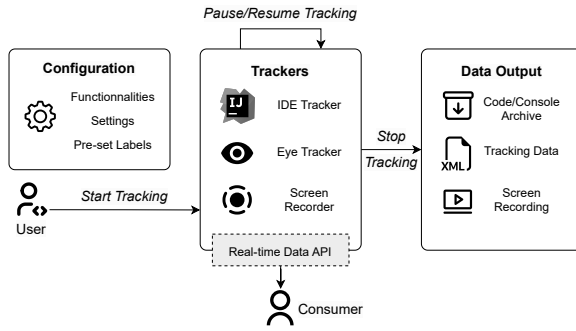 Pause/Resume Tracking
Configuration
Functionnalities
Settings
Pre-set Labels
Trackers
IJ
IDE Tracker
Eye Tracker
Screen
Recorder
Real-time Data API
Stop
Tracking
Data Output
Code/Console
Archive
XML
Tracking Data
Screen
Recording
Start Tracking
User
Consumer